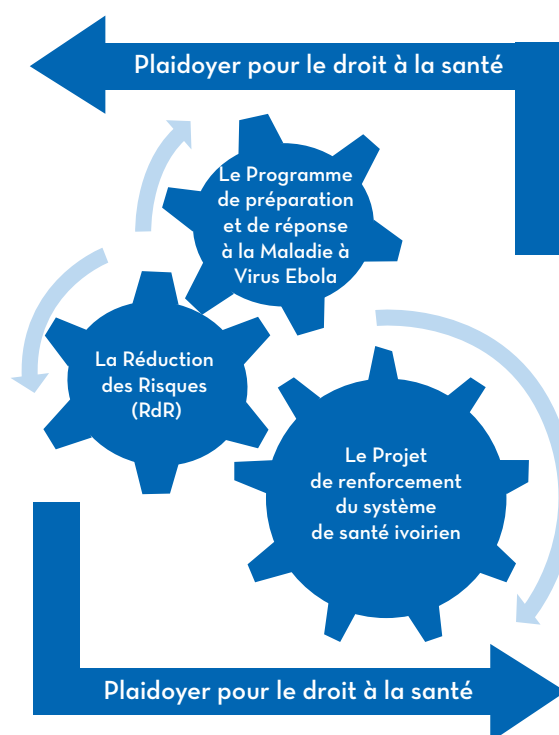 Plaidoyer pour le droit à la santé
Le Programme
de préparation
et de réponse
à la Maladie à
Virus Ebola
La Réduction
des Risques
(RdR)
Le Projet
de renforcement
du système
de santé ivoirien
Plaidoyer pour le droit à la santé